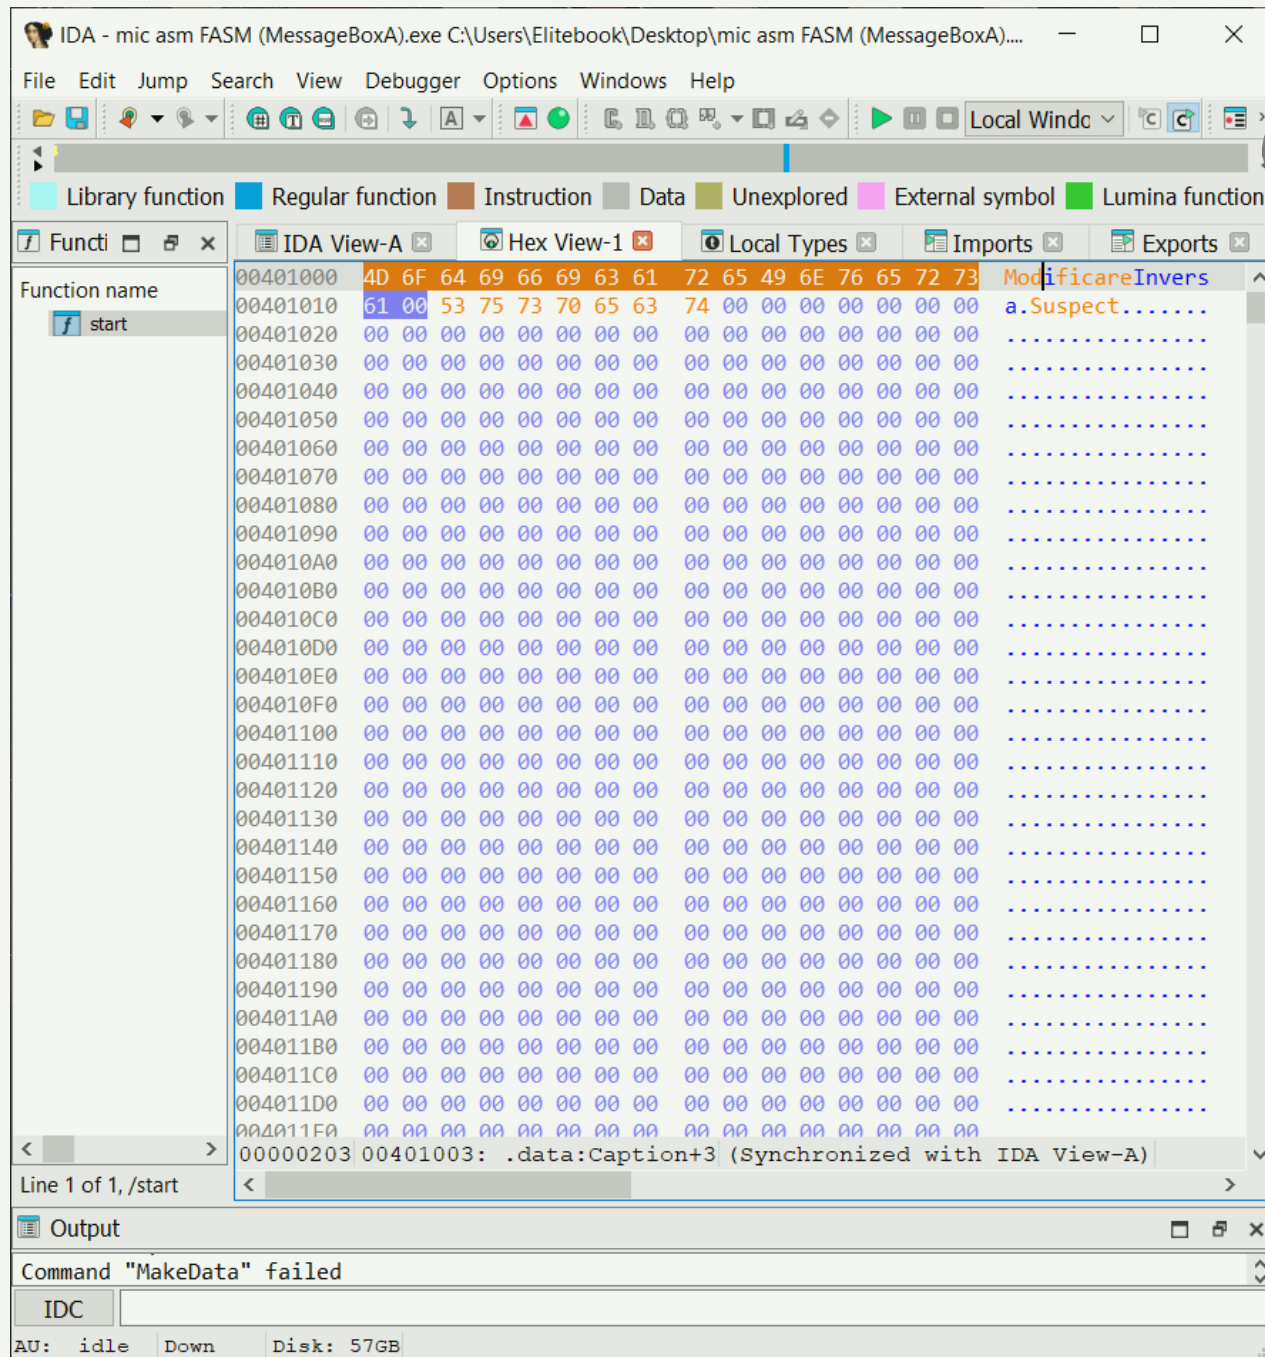 IDA - mic asm FASM (MessageBoxA).exe C:\Users\Elitebook\Desktop\mic asm FASM (MessageBoxA)....
File Edit Jump Search View Debugger Options Windows Help
Local Windo
Library function Regular function Instruction Data Unexplored External symbol Lumina function
Functi IDA View-A Hex View-1 Local Types Imports Exports
Function name
start
00401000 4D 6F 64 69 66 69 63 61 72 65 49 6E 76 65 72 73 ModificareInvers
00401010 61 00 53 75 73 70 65 63 74 00 00 00 00 00 00 00 a.Suspect.......
00401020 00 00 00 00 00 00 00 00 00 00 00 00 00 00 00 00 ................
00401030 00 00 00 00 00 00 00 00 00 00 00 00 00 00 00 00 ................
00401040 00 00 00 00 00 00 00 00 00 00 00 00 00 00 00 00 ................
00401050 00 00 00 00 00 00 00 00 00 00 00 00 00 00 00 00 ................
00401060 00 00 00 00 00 00 00 00 00 00 00 00 00 00 00 00 ................
00401070 00 00 00 00 00 00 00 00 00 00 00 00 00 00 00 00 ................
00401080 00 00 00 00 00 00 00 00 00 00 00 00 00 00 00 00 ................
00401090 00 00 00 00 00 00 00 00 00 00 00 00 00 00 00 00 ................
004010A0 00 00 00 00 00 00 00 00 00 00 00 00 00 00 00 00 ................
004010B0 00 00 00 00 00 00 00 00 00 00 00 00 00 00 00 00 ................
004010C0 00 00 00 00 00 00 00 00 00 00 00 00 00 00 00 00 ................
004010D0 00 00 00 00 00 00 00 00 00 00 00 00 00 00 00 00 ................
004010E0 00 00 00 00 00 00 00 00 00 00 00 00 00 00 00 00 ................
004010F0 00 00 00 00 00 00 00 00 00 00 00 00 00 00 00 00 ................
00401100 00 00 00 00 00 00 00 00 00 00 00 00 00 00 00 00 ................
00401110 00 00 00 00 00 00 00 00 00 00 00 00 00 00 00 00 ................
00401120 00 00 00 00 00 00 00 00 00 00 00 00 00 00 00 00 ................
00401130 00 00 00 00 00 00 00 00 00 00 00 00 00 00 00 00 ................
00401140 00 00 00 00 00 00 00 00 00 00 00 00 00 00 00 00 ................
00401150 00 00 00 00 00 00 00 00 00 00 00 00 00 00 00 00 ................
00401160 00 00 00 00 00 00 00 00 00 00 00 00 00 00 00 00 ................
00401170 00 00 00 00 00 00 00 00 00 00 00 00 00 00 00 00 ................
00401180 00 00 00 00 00 00 00 00 00 00 00 00 00 00 00 00 ................
00401190 00 00 00 00 00 00 00 00 00 00 00 00 00 00 00 00 ................
004011A0 00 00 00 00 00 00 00 00 00 00 00 00 00 00 00 00 ................
004011B0 00 00 00 00 00 00 00 00 00 00 00 00 00 00 00 00 ................
004011C0 00 00 00 00 00 00 00 00 00 00 00 00 00 00 00 00 ................
004011D0 00 00 00 00 00 00 00 00 00 00 00 00 00 00 00 00 ................
004011E0 00 00 00 00 00 00 00 00 00 00 00 00 00 00 00 00
00000203 00401003: .data:Caption+3 (Synchronized with IDA View-A)
Line 1 of 1, /start
Output
Command "MakeData" failed
IDC
AU: idle Down Disk: 57GB